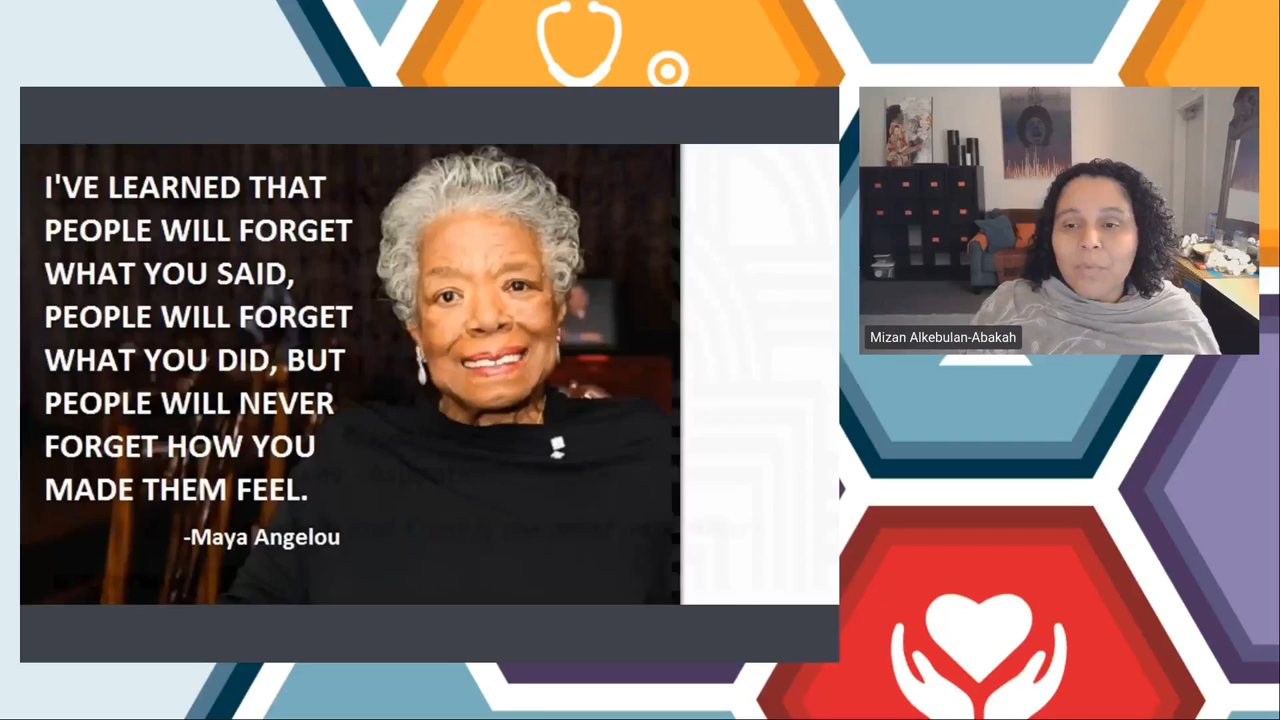 I'VE LEARNED THAT
PEOPLE WILL FORGET
WHAT YOU SAID,
PEOPLE WILL FORGET
WHAT YOU DID, BUT
PEOPLE WILL NEVER
FORGET HOW YOU
MADE THEM FEEL.
-Maya Angelou
Mizan Alkebulan-Abakah